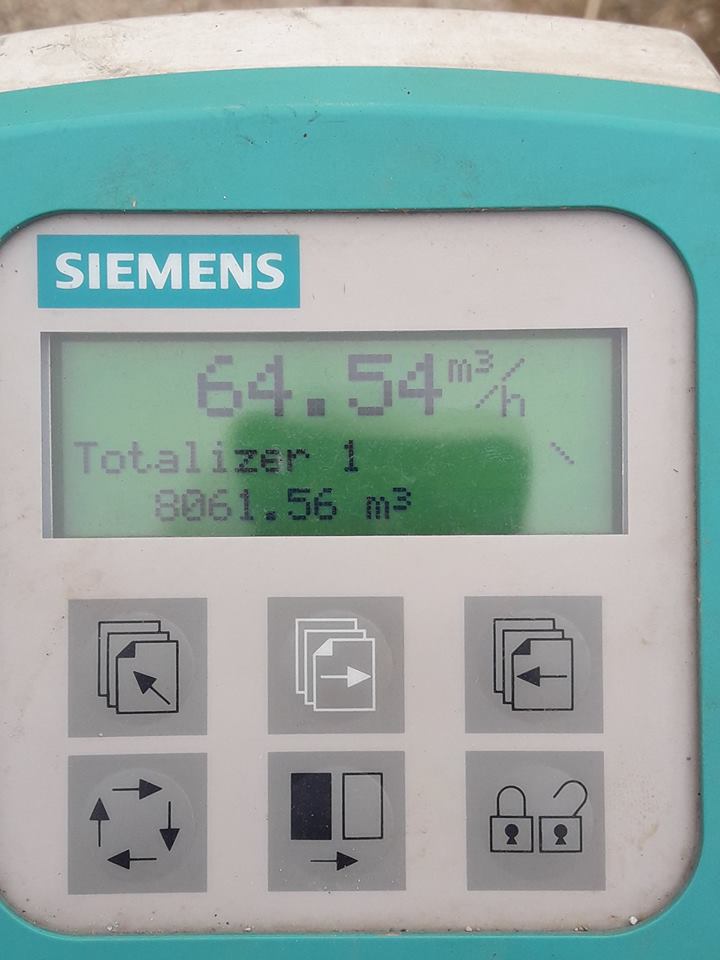 SIEMENS
64.54 m³/h
Totalizer 1
8061.56 m³